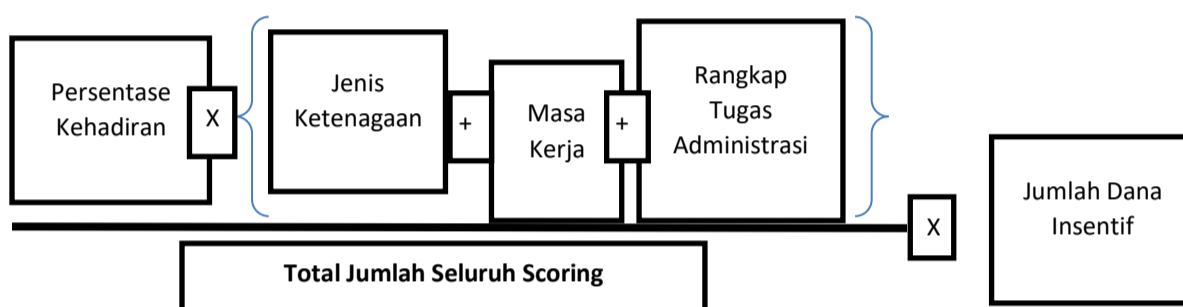 Persentase
Kehadiran
X
Jenis
Ketenagaan
+
Masa
Kerja
+
Rangkap
Tugas
Administrasi
X
Jumlah Dana
Insentif
Total Jumlah Seluruh Scoring